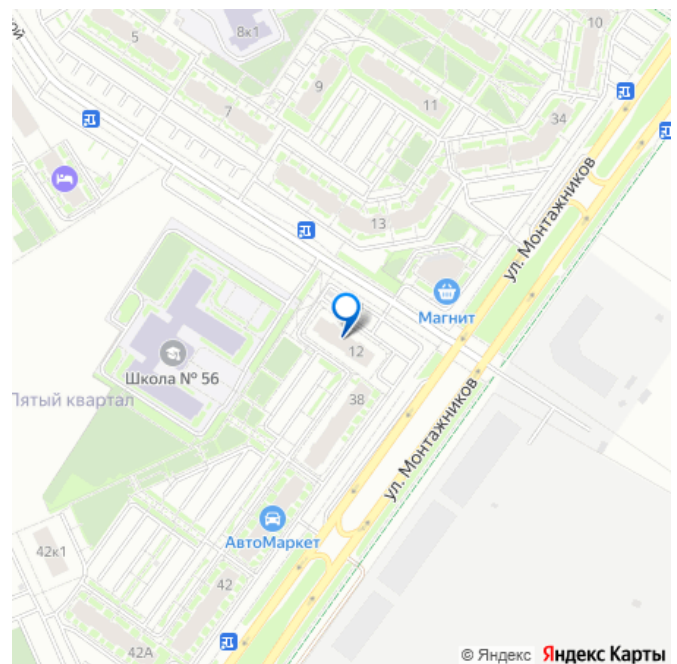 10
5
8к1
ой
9
11
7
34
ул. Монтажников
13
Магнит
12
Школа № 56
38
Пятый квартал
ул. Монтажников
АвтоМаркет
42к1
42
42А
© Яндекс Яндекс Карты